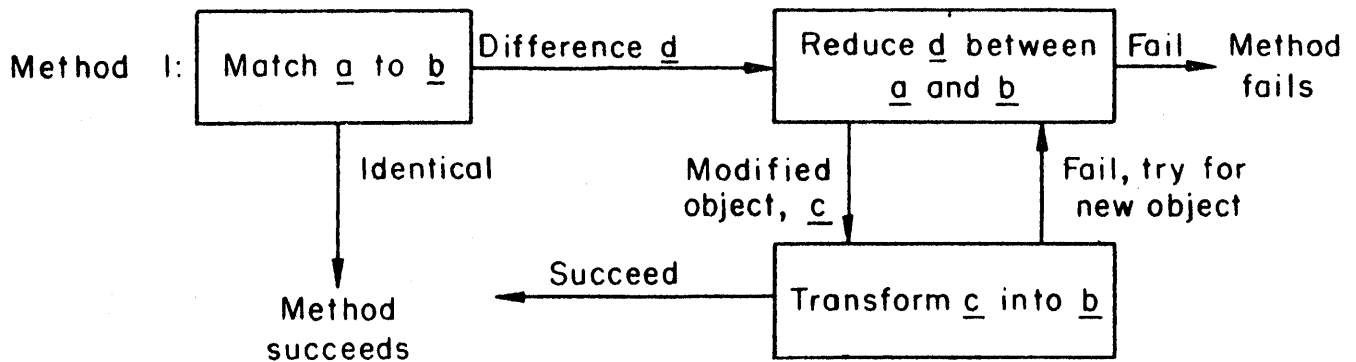 Method 1: Match a to b
Difference d
Reduce d between
a and b
Fail
Method
fails
Identical
Modified
object, c
Fail, try for
new object
Succeed
Transform c into b
Method
succeeds